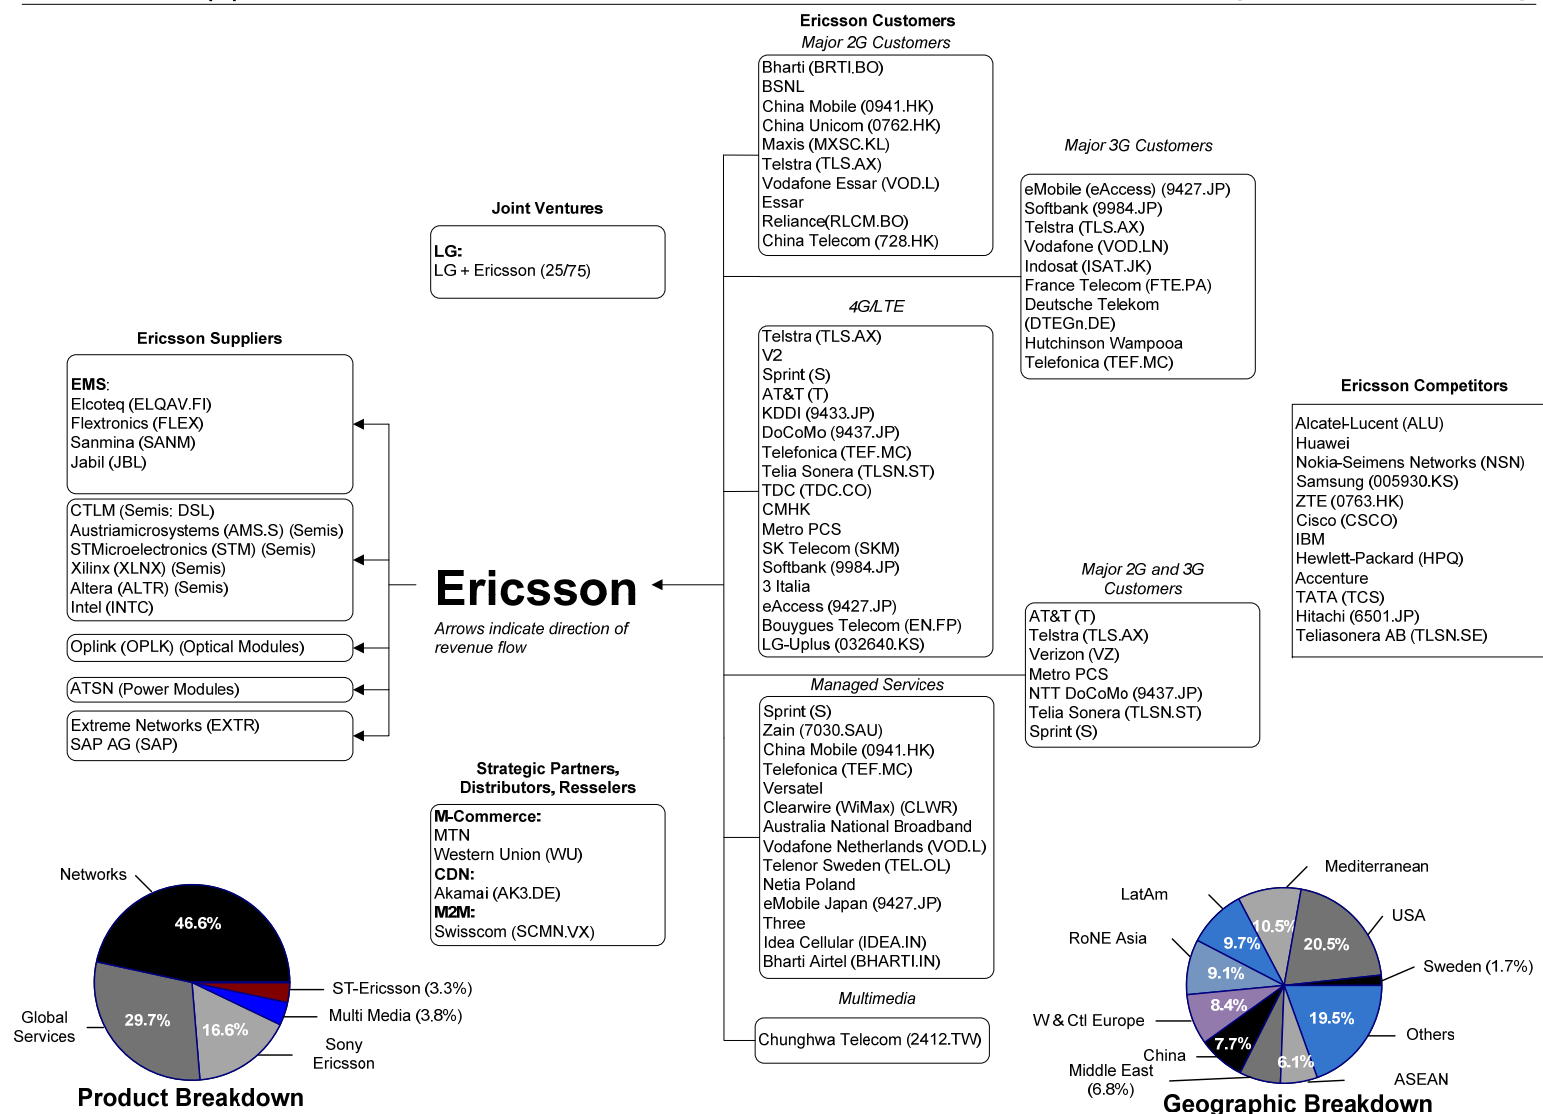 Ericsson Customers
Major 2G Customers
Bharti (BRTI.BO)
BSNL
China Mobile (0941.HK)
China Unicom (0762.HK)
Maxis (MXSC.KL)
Telstra (TLS.AX)
Vodafone Essar (VOD.L)
Essar
Reliance(RLCM.BO)
China Telecom (728.HK)
Major 3G Customers
eMobile (eAccess) (9427.JP)
Softbank (9984.JP)
Telstra (TLS.AX)
Vodafone (VOD.LN)
Indosat (ISAT.JK)
France Telecom (FTE.PA)
Deutsche Telekom
(DTEGn.DE)
Hutchinson Wampooa
Telefonica (TEF.MC)
Joint Ventures
LG:
LG + Ericsson (25/75)
4G/LTE
Telstra (TLS.AX)
V2
Sprint (S)
AT&T (T)
KDDI (9433.JP)
DoCoMo (9437.JP)
Telefonica (TEF.MC)
Telia Sonera (TLSN.ST)
TDC (TDC.CO)
CMHK
Metro PCS
SK Telecom (SKM)
Softbank (9984.JP)
3 Italia
eAccess (9427.JP)
Bouygues Telecom (EN.FP)
LG-Uplus (032640.KS)
Ericsson Suppliers
EMS:
Elcoteq (ELQAV.FI)
Flextronics (FLEX)
Sanmina (SANM)
Jabil (JBL)
CTLM (Semis: DSL)
Austriamicrosystems (AMS.S) (Semis)
STMicroelectronics (STM) (Semis)
Xilinx (XLNX) (Semis)
Altera (ALTR) (Semis)
Intel (INTC)
Oplink (OPLK) (Optical Modules)
ATSN (Power Modules)
Extreme Networks (EXTR)
SAP AG (SAP)
Ericsson
Arrows indicate direction of
revenue flow
Ericsson Competitors
Alcatel-Lucent (ALU)
Huawei
Nokia-Seimens Networks (NSN)
Samsung (005930.KS)
ZTE (0763.HK)
Cisco (CSCO)
IBM
Hewlett-Packard (HPQ)
Accenture
TATA (TCS)
Hitachi (6501.JP)
Teliasonera AB (TLSN.SE)
Major 2G and 3G
Customers
AT&T (T)
Telstra (TLS.AX)
Verizon (VZ)
Metro PCS
NTT DoCoMo (9437.JP)
Telia Sonera (TLSN.ST)
Sprint (S)
Managed Services
Sprint (S)
Zain (7030.SAU)
China Mobile (0941.HK)
Telefonica (TEF.MC)
Versatel
Clearwire (WiMax) (CLWR)
Australia National Broadband
Vodafone Netherlands (VOD.L)
Telenor Sweden (TEL.OL)
Netia Poland
eMobile Japan (9427.JP)
Three
Idea Cellular (IDEA.IN)
Bharti Airtel (BHARTI.IN)
Multimedia
Chunghwa Telecom (2412.TW)
Strategic Partners,
Distributors, Resselers
M-Commerce:
MTN
Western Union (WU)
CDN:
Akamai (AK3.DE)
M2M:
Swisscom (SCMN.VX)
Networks
46.6%
ST-Ericsson (3.3%)
Multi Media (3.8%)
Global
Services
29.7%
16.6%
Sony
Ericsson
Product Breakdown
Mediterranean
LatAm
USA
10.5%
RoNE Asia
9.7%
20.5%
Sweden (1.7%)
9.1%
8.4%
W & Ctl Europe
19.5%
Others
7.7%
China
6.1%
Middle East
(6.8%)
ASEAN
Geographic Breakdown